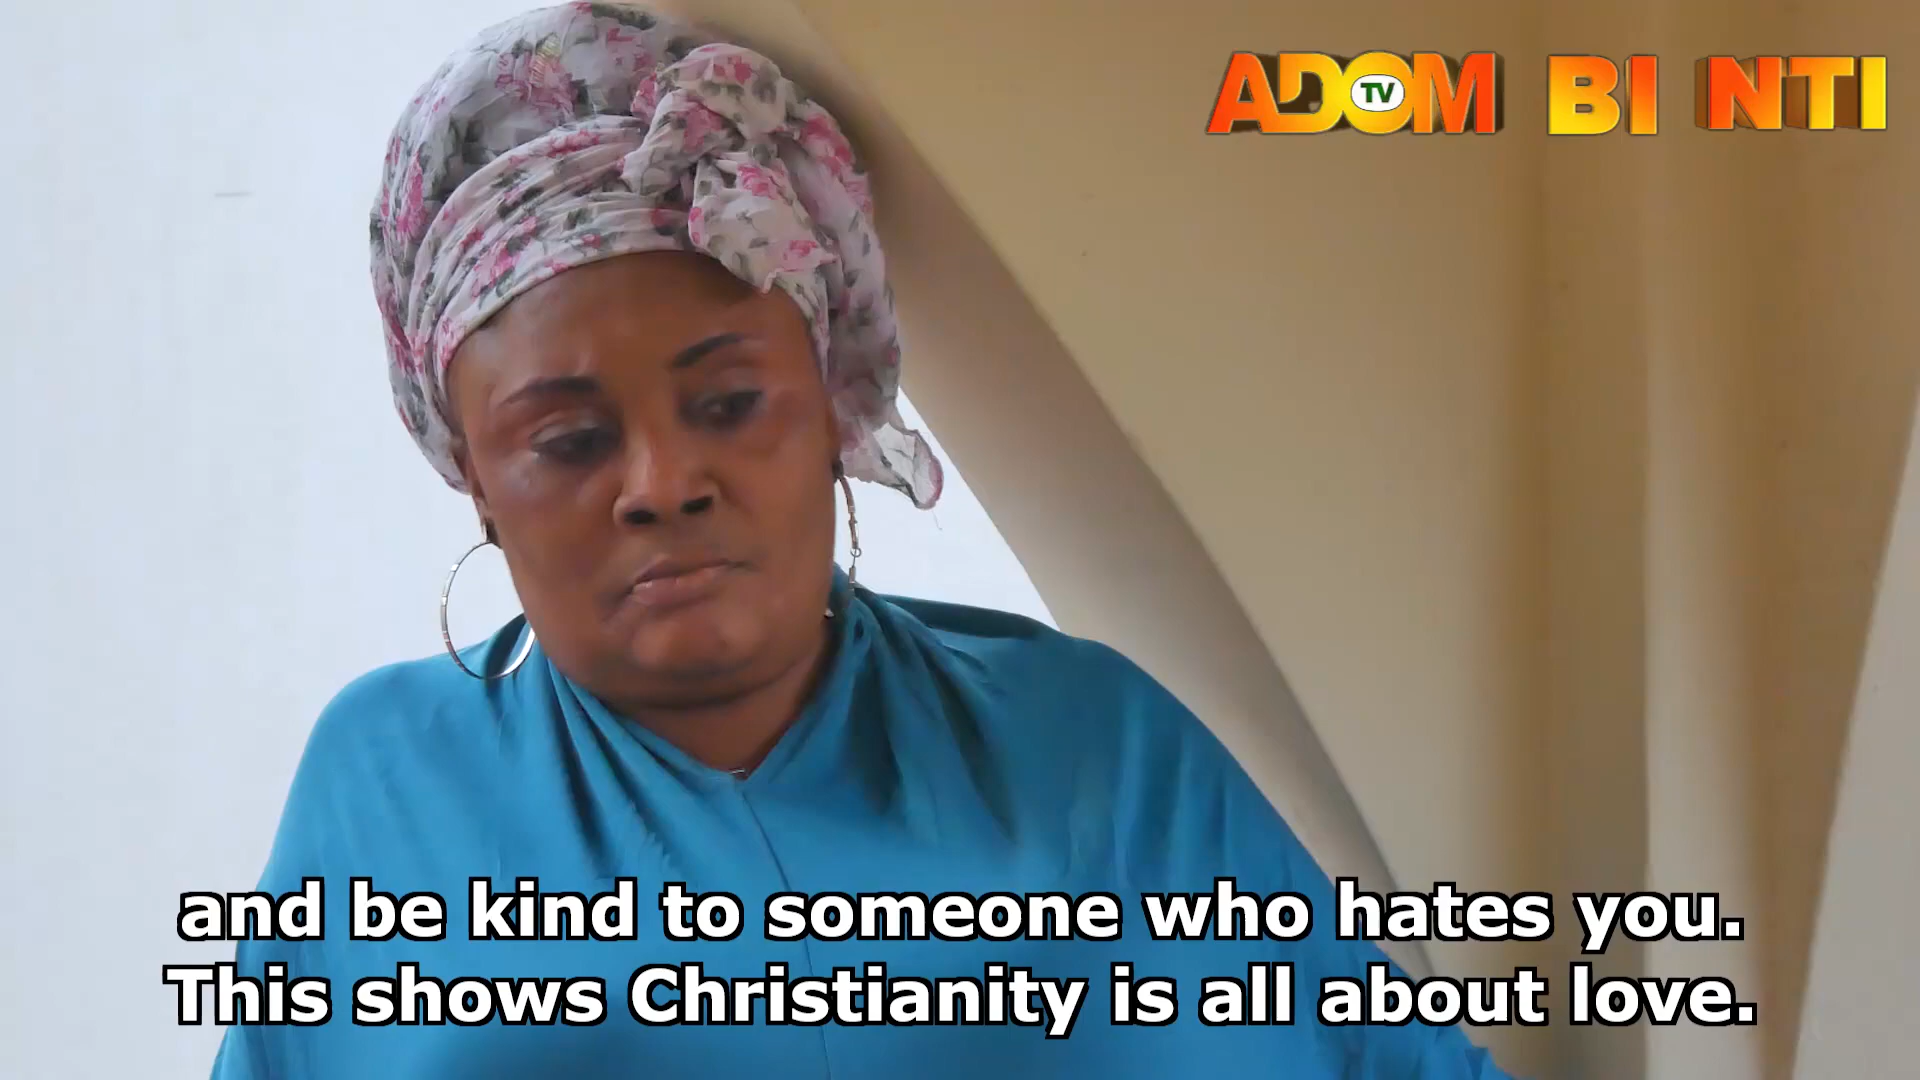 ADOM TV BI NTI
and be kind to someone who hates you.
This shows Christianity is all about love.